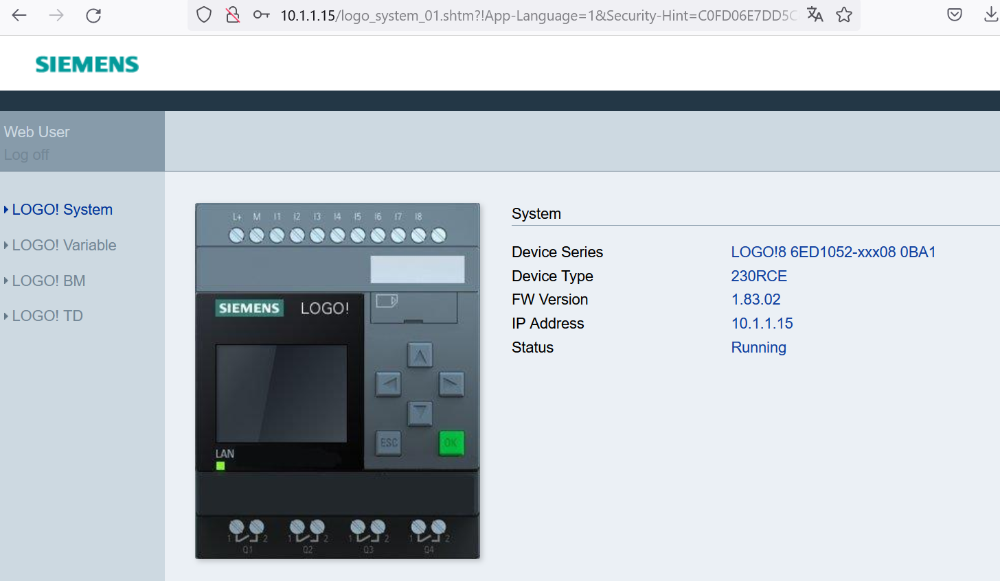 10.1.1.15/logo_system_01.shtm?!App-Language=1&Security-Hint=C0FD06E7DD5C
SIEMENS
Web User
Log off
LOGO! System
LOGO! Variable
LOGO! BM
LOGO! TD
L+ M I1 I2 I3 I4 I5 I6 I7 I8
SIEMENS LOGO!
ESC OK
LAN
1 2 1 2 1 2 1 2
Q1 Q2 Q3 Q4
System
Device Series LOGO!8 6ED1052-xxx08 0BA1
Device Type 230RCE
FW Version 1.83.02
IP Address 10.1.1.15
Status Running